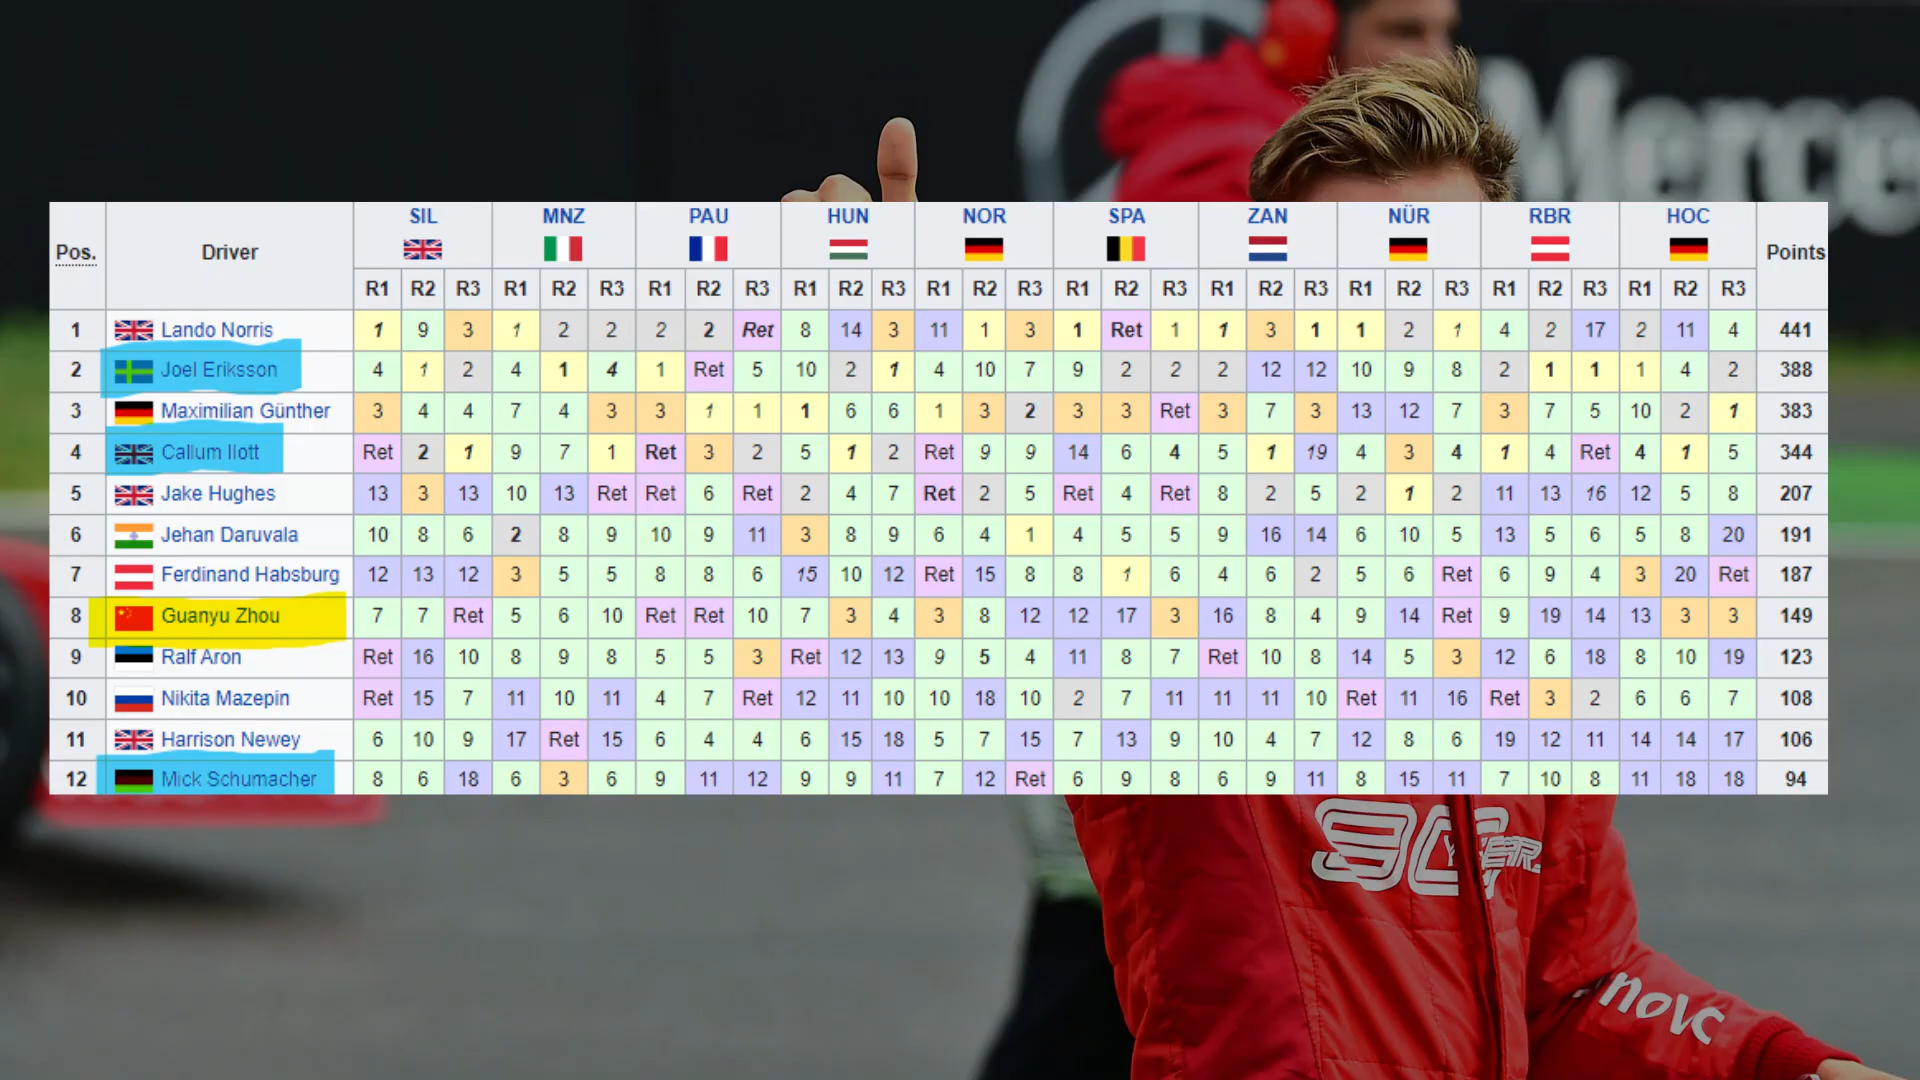 Merce
Pos. Driver SIL MNZ PAU HUN NOR SPA ZAN NÜR RBR HOC Points
R1 R2 R3 R1 R2 R3 R1 R2 R3 R1 R2 R3 R1 R2 R3 R1 R2 R3 R1 R2 R3 R1 R2 R3 R1 R2 R3 R1 R2 R3
1 Lando Norris 1 9 3 1 2 2 2 2 Ret 8 14 3 11 1 3 1 Ret 1 1 3 1 1 2 1 4 2 17 2 11 4 441
2 Joel Eriksson 4 1 2 4 1 4 1 Ret 5 10 2 1 4 10 7 9 2 2 2 12 12 10 9 8 2 1 1 1 4 2 388
3 Maximilian Günther 3 4 4 7 4 3 3 1 1 1 6 6 1 3 2 3 3 Ret 3 7 3 13 12 7 3 7 5 10 2 1 383
4 Callum Ilott Ret 2 1 9 7 1 Ret 3 2 5 1 2 Ret 9 9 14 6 4 5 1 19 4 3 4 1 4 Ret 4 1 5 344
5 Jake Hughes 13 3 13 10 13 Ret Ret 6 Ret 2 4 7 Ret 2 5 Ret 4 Ret 8 2 5 2 1 2 11 13 16 12 5 8 207
6 Jehan Daruvala 10 8 6 2 8 9 10 9 11 3 8 9 6 4 1 4 5 5 9 16 14 6 10 5 13 5 6 5 8 20 191
7 Ferdinand Habsburg 12 13 12 3 5 5 8 8 6 15 10 12 Ret 15 8 8 1 6 4 6 2 5 6 Ret 6 9 4 3 20 Ret 187
8 Guanyu Zhou 7 7 Ret 5 6 10 Ret Ret 10 7 3 4 3 8 12 12 17 3 16 8 4 9 14 Ret 9 19 14 13 3 3 149
9 Ralf Aron Ret 16 10 8 9 8 5 5 3 Ret 12 13 9 5 4 11 8 7 Ret 10 8 14 5 3 12 6 18 8 10 19 123
10 Nikita Mazepin Ret 15 7 11 10 11 4 7 Ret 12 11 10 10 18 10 2 7 11 11 11 10 Ret 11 16 Ret 3 2 6 6 7 108
11 Harrison Newey 6 10 9 17 Ret 15 6 4 4 6 15 18 5 7 15 7 13 9 10 4 7 12 8 6 19 12 11 14 14 17 106
12 Mick Schumacher 8 6 18 6 3 6 9 11 12 9 9 11 7 12 Ret 6 9 8 6 9 11 8 15 11 7 10 8 11 18 18 94
novc